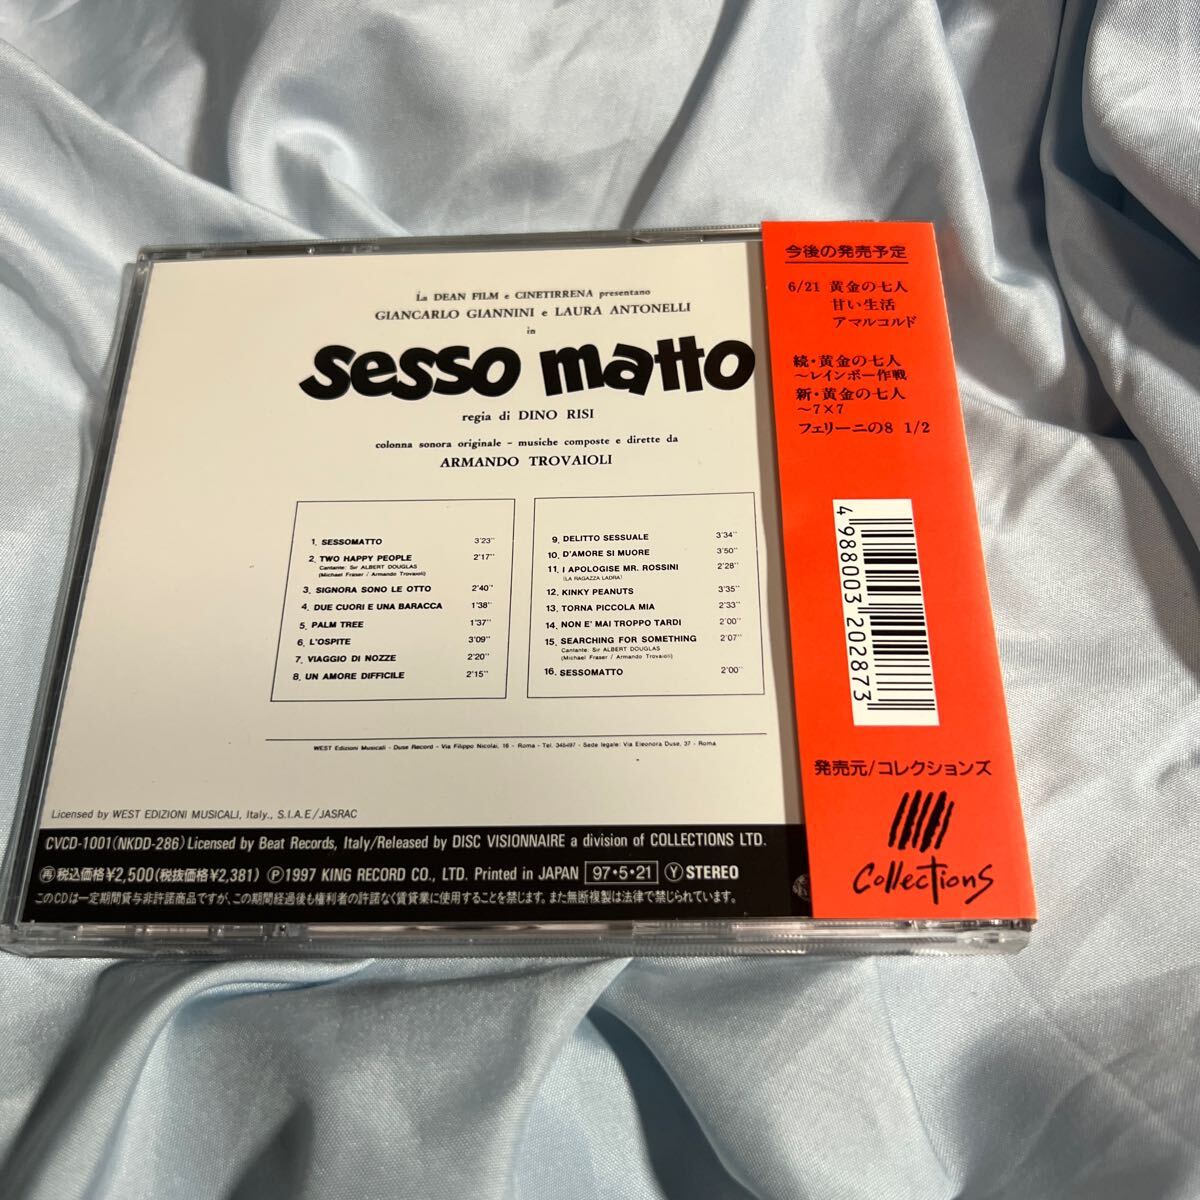 La DEAN FILM e CINETIRRENA presentano
GIANCARLO GIANNINI e LAURA ANTONELLI
in
sesso matto
regia di DINO RISI
colonna sonora originale - musiche composte e dirette da
ARMANDO TROVAIOLI
1. SESSOMATTO 3'23''
2. TWO HAPPY PEOPLE 2'17''
Cantante: Sir ALBERT DOUGLAS
(Michael Fraser / Armando Trovaioli)
3. SIGNORA SONO LE OTTO 2'40''
4. DUE CUORI E UNA BARACCA 1'38''
5. PALM TREE 1'37''
6. L'OSPITE 3'09''
7. VIAGGIO DI NOZZE 2'20''
8. UN AMORE DIFFICILE 2'15''
9. DELITTO SESSUALE 3'34''
10. D'AMORE SI MUORE 3'50''
11. I APOLOGISE MR. ROSSINI 2'28''
(LA RAGAZZA LADRA)
12. KINKY PEANUTS 3'35''
13. TORNA PICCOLA MIA 2'33''
14. NON E' MAI TROPPO TARDI 2'00''
15. SEARCHING FOR SOMETHING 2'07''
Cantante: Sir ALBERT DOUGLAS
(Michael Fraser / Armando Trovaioli)
16. SESSOMATTO 2'00''
WEST Edizioni Musicali - Duse Record - Via Filippo Nicolai, 16 - Roma - Tel. 348497 - Sede legale: Via Eleonora Duse, 37 - Roma
Licensed by WEST EDIZIONI MUSICALI, Italy., S.I.A.E/JASRAC
CVCD-1001(NKDD-286) Licensed by Beat Records, Italy/Released by DISC VISIONNAIRE a division of COLLECTIONS LTD.
再 税込価格¥2,500(税抜価格¥2,381) Ⓟ1997 KING RECORD CO., LTD. Printed in JAPAN 97・5・21 Ⓨ STEREO
このCDは一定期間貸与非許諾商品ですが、この期間経過後も権利者の許諾なく賃貸業に使用することを禁じます。また無断複製は法律で禁じられています。
今後の発売予定
6/21 黄金の七人
甘い生活
アマルコルド
続・黄金の七人
〜レインボー作戦
新・黄金の七人
〜7×7
フェリーニの8 1/2
4 988003 202873
発売元/コレクションズ
Collections